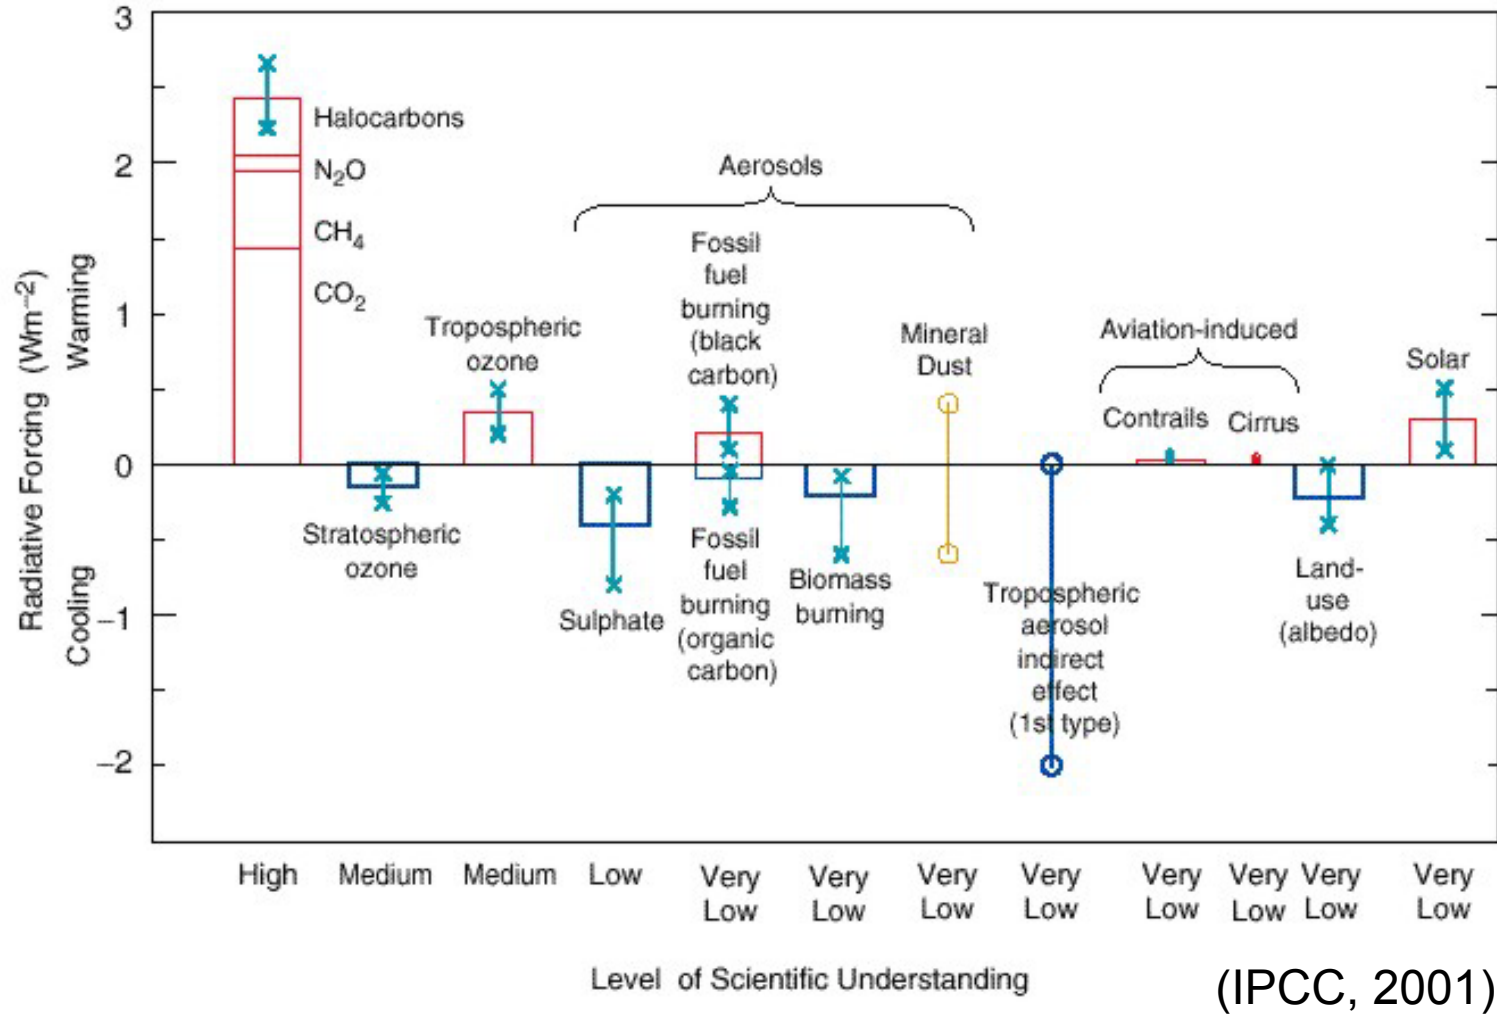 3
2
1
0
−1
−2
Radiative Forcing (Wm−2)
Warming
Cooling
Halocarbons
N2O
CH4
CO2
Stratospheric
ozone
Tropospheric
ozone
Aerosols
Sulphate
Fossil
fuel
burning
(black
carbon)
Fossil
fuel
burning
(organic
carbon)
Biomass
burning
Mineral
Dust
Tropospheric
aerosol
indirect
effect
(1st type)
Aviation-induced
Contrails
Cirrus
Land-
use
(albedo)
Solar
High
Medium
Medium
Low
Very
Low
Very
Low
Very
Low
Very
Low
Very
Low
Very
Low
Very
Low
Very
Low
Level of Scientific Understanding
(IPCC, 2001)